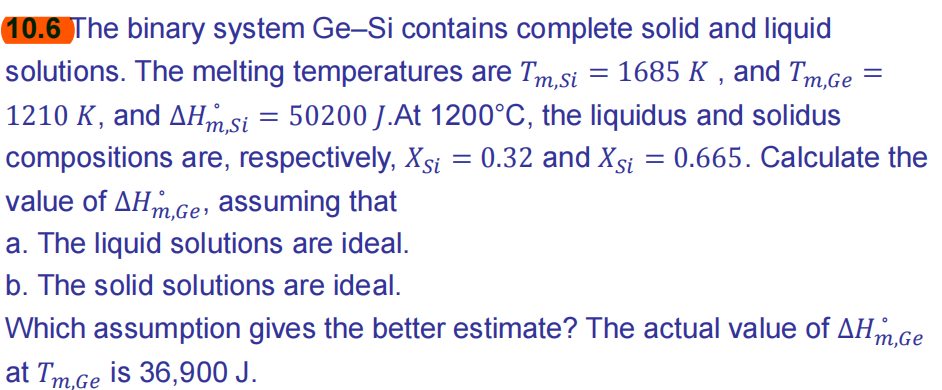 10.6 The binary system Ge–Si contains complete solid and liquid
solutions. The melting temperatures are T_{m,Si} = 1685 K , and T_{m,Ge} =
1210 K, and ΔH°_{m,Si} = 50200 J.At 1200°C, the liquidus and solidus
compositions are, respectively, X_{Si} = 0.32 and X_{Si} = 0.665. Calculate the
value of ΔH°_{m,Ge}, assuming that
a. The liquid solutions are ideal.
b. The solid solutions are ideal.
Which assumption gives the better estimate? The actual value of ΔH°_{m,Ge}
at T_{m,Ge} is 36,900 J.